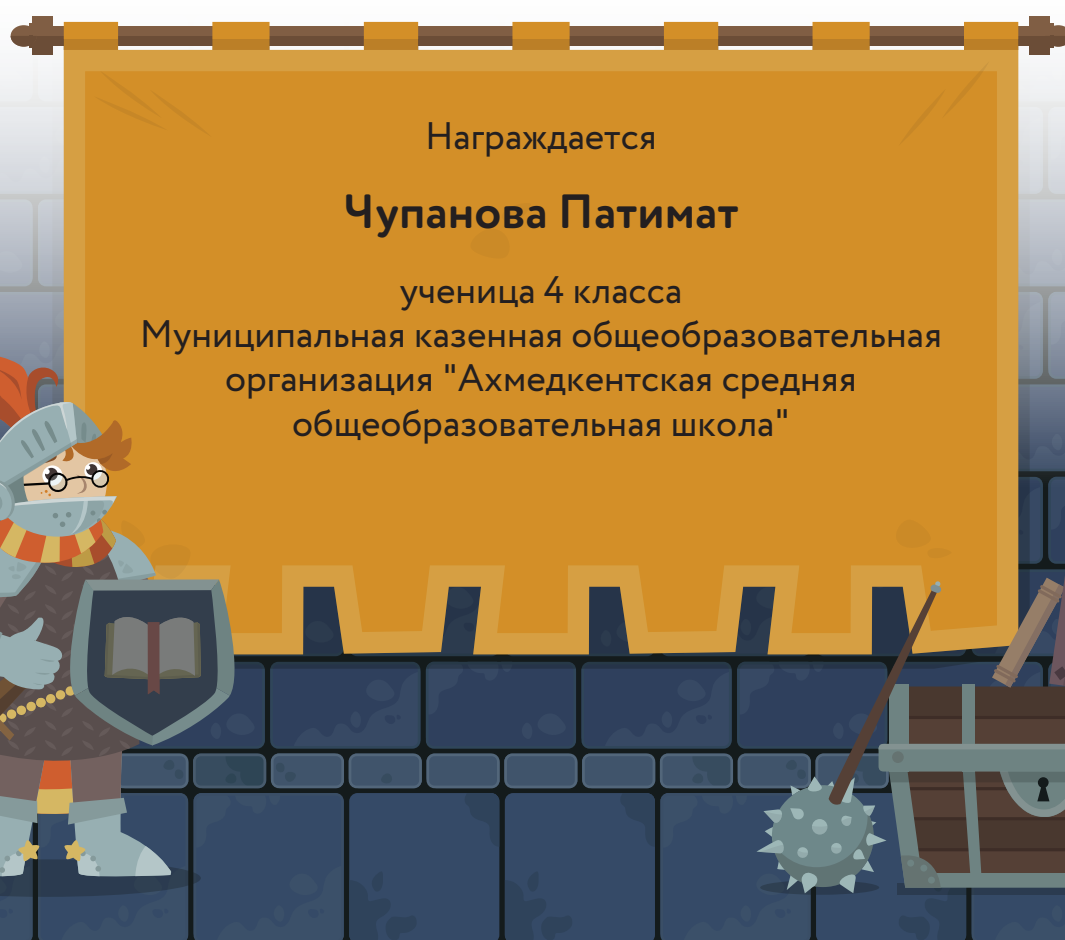 Награждается
Чупанова Патимат
ученица 4 класса
Муниципальная казенная общеобразовательная
организация "Ахмедкентская средняя
общеобразовательная школа"